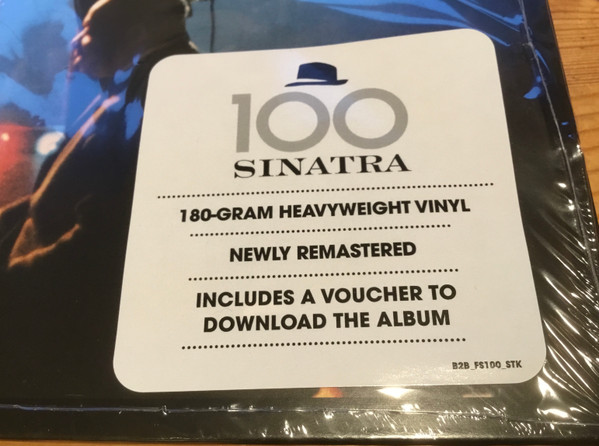 100
SINATRA
180-GRAM HEAVYWEIGHT VINYL
NEWLY REMASTERED
INCLUDES A VOUCHER TO
DOWNLOAD THE ALBUM
B2B_FS100_STK